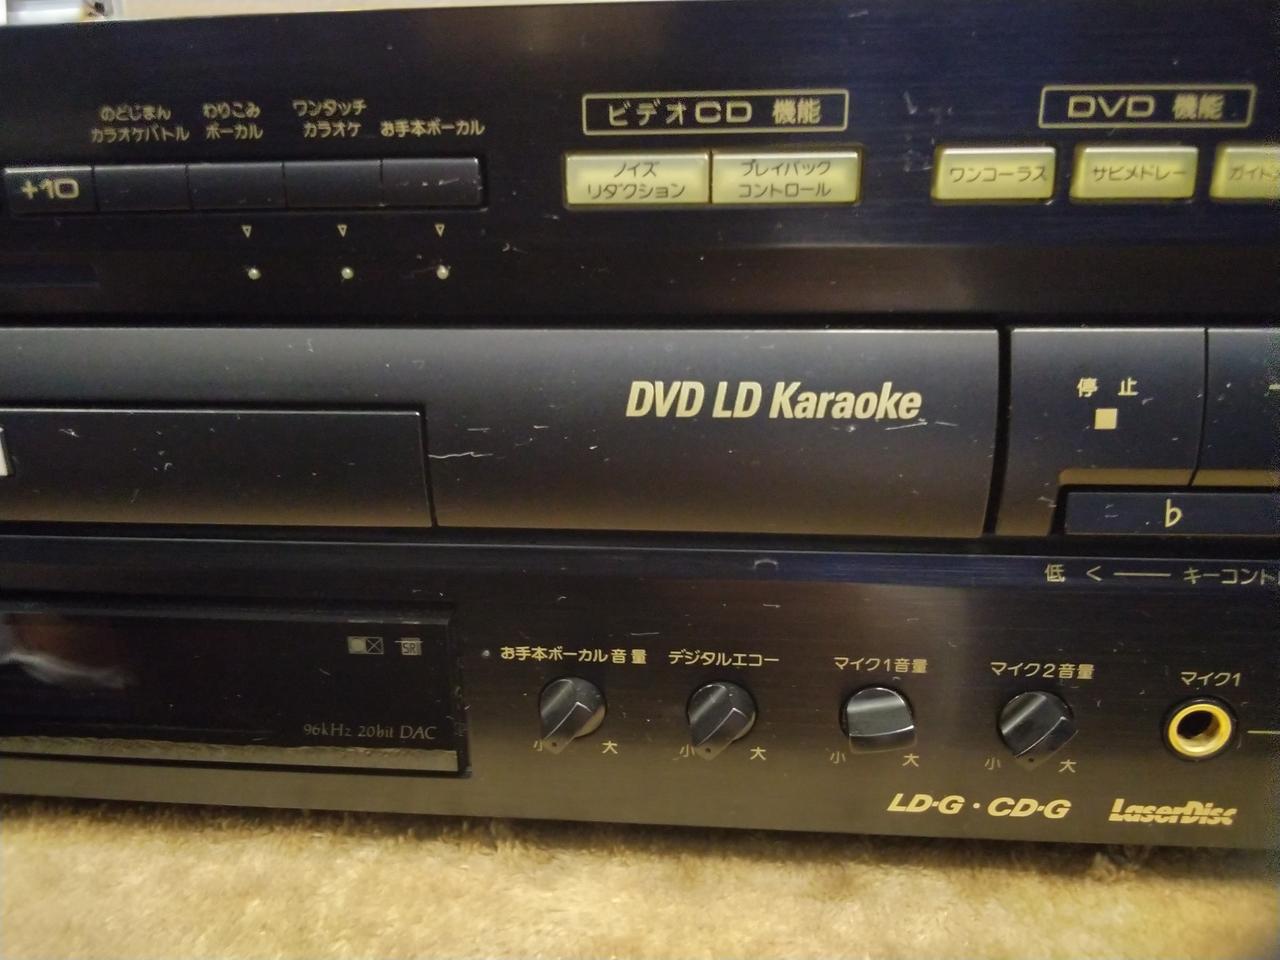 のどじまん
カラオケバトル
わりこみ
ボーカル
ワンタッチ
カラオケ
お手本ボーカル
+10
ビデオCD 機能
ノイズ
リダクション
プレイバック
コントロール
DVD 機能
ワンコーラス
サビメドレー
ガイドメ
DVD LD Karaoke
停止
♭
低 < キーコント
96kHz 20bit DAC
お手本ボーカル音量
小 大
デジタルエコー
小 大
マイク1音量
小 大
マイク2音量
小 大
マイク1
LD-G・CD-G
LaserDisc